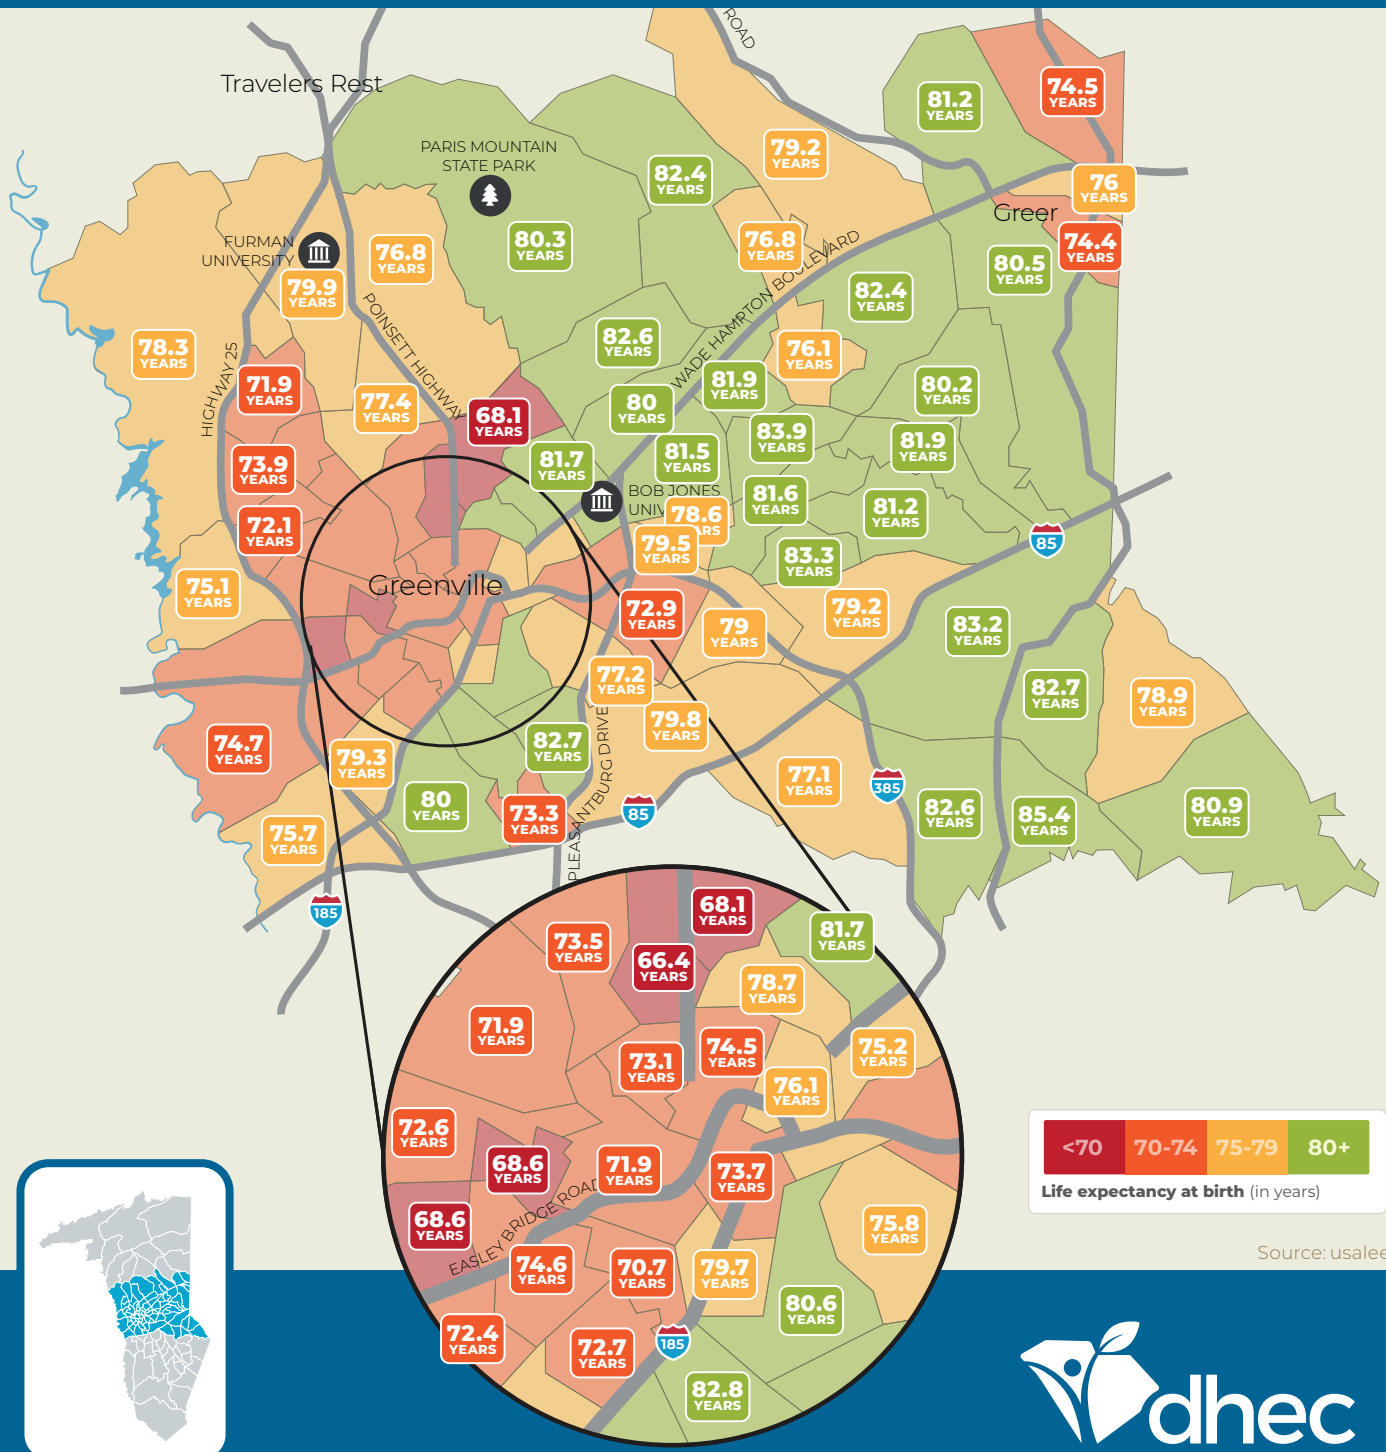 ROAD
Travelers Rest
81.2
YEARS
74.5
YEARS
PARIS MOUNTAIN
STATE PARK
79.2
YEARS
82.4
YEARS
76
YEARS
Greer
FURMAN
UNIVERSITY
76.8
YEARS
80.3
YEARS
76.8
YEARS
74.4
YEARS
80.5
YEARS
79.9
YEARS
82.4
YEARS
POINSETT HIGHWAY
WADE HAMPTON BOULEVARD
78.3
YEARS
82.6
YEARS
76.1
YEARS
HIGHWAY 25
71.9
YEARS
81.9
YEARS
80.2
YEARS
77.4
YEARS
68.1
YEARS
80
YEARS
83.9
YEARS
81.9
YEARS
73.9
YEARS
81.7
YEARS
81.5
YEARS
BOB JONES
UNIV
81.6
YEARS
81.2
YEARS
78.6
ARS
72.1
YEARS
79.5
YEARS
85
83.3
YEARS
Greenville
75.1
YEARS
72.9
YEARS
79
YEARS
79.2
YEARS
83.2
YEARS
77.2
YEARS
82.7
YEARS
78.9
YEARS
79.8
YEARS
74.7
YEARS
82.7
YEARS
79.3
YEARS
PLEASANTBURG DRIVE
77.1
YEARS
385
80
YEARS
73.3
YEARS
85
82.6
YEARS
85.4
YEARS
80.9
YEARS
75.7
YEARS
185
68.1
YEARS
81.7
YEARS
73.5
YEARS
66.4
YEARS
78.7
YEARS
71.9
YEARS
74.5
YEARS
75.2
YEARS
73.1
YEARS
76.1
YEARS
72.6
YEARS
68.6
YEARS
71.9
YEARS
73.7
YEARS
68.6
YEARS
EASLEY BRIDGE ROAD
75.8
YEARS
74.6
YEARS
70.7
YEARS
79.7
YEARS
80.6
YEARS
72.4
YEARS
72.7
YEARS
185
82.8
YEARS
<70 70-74 75-79 80+
Life expectancy at birth (in years)
Source: usalee
dhec